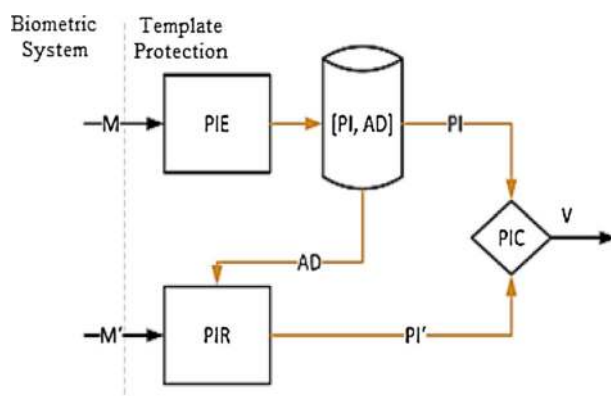 Biometric
System
Template
Protection
M
PIE
[PI, AD]
PI
V
PIC
AD
M'
PIR
PI'